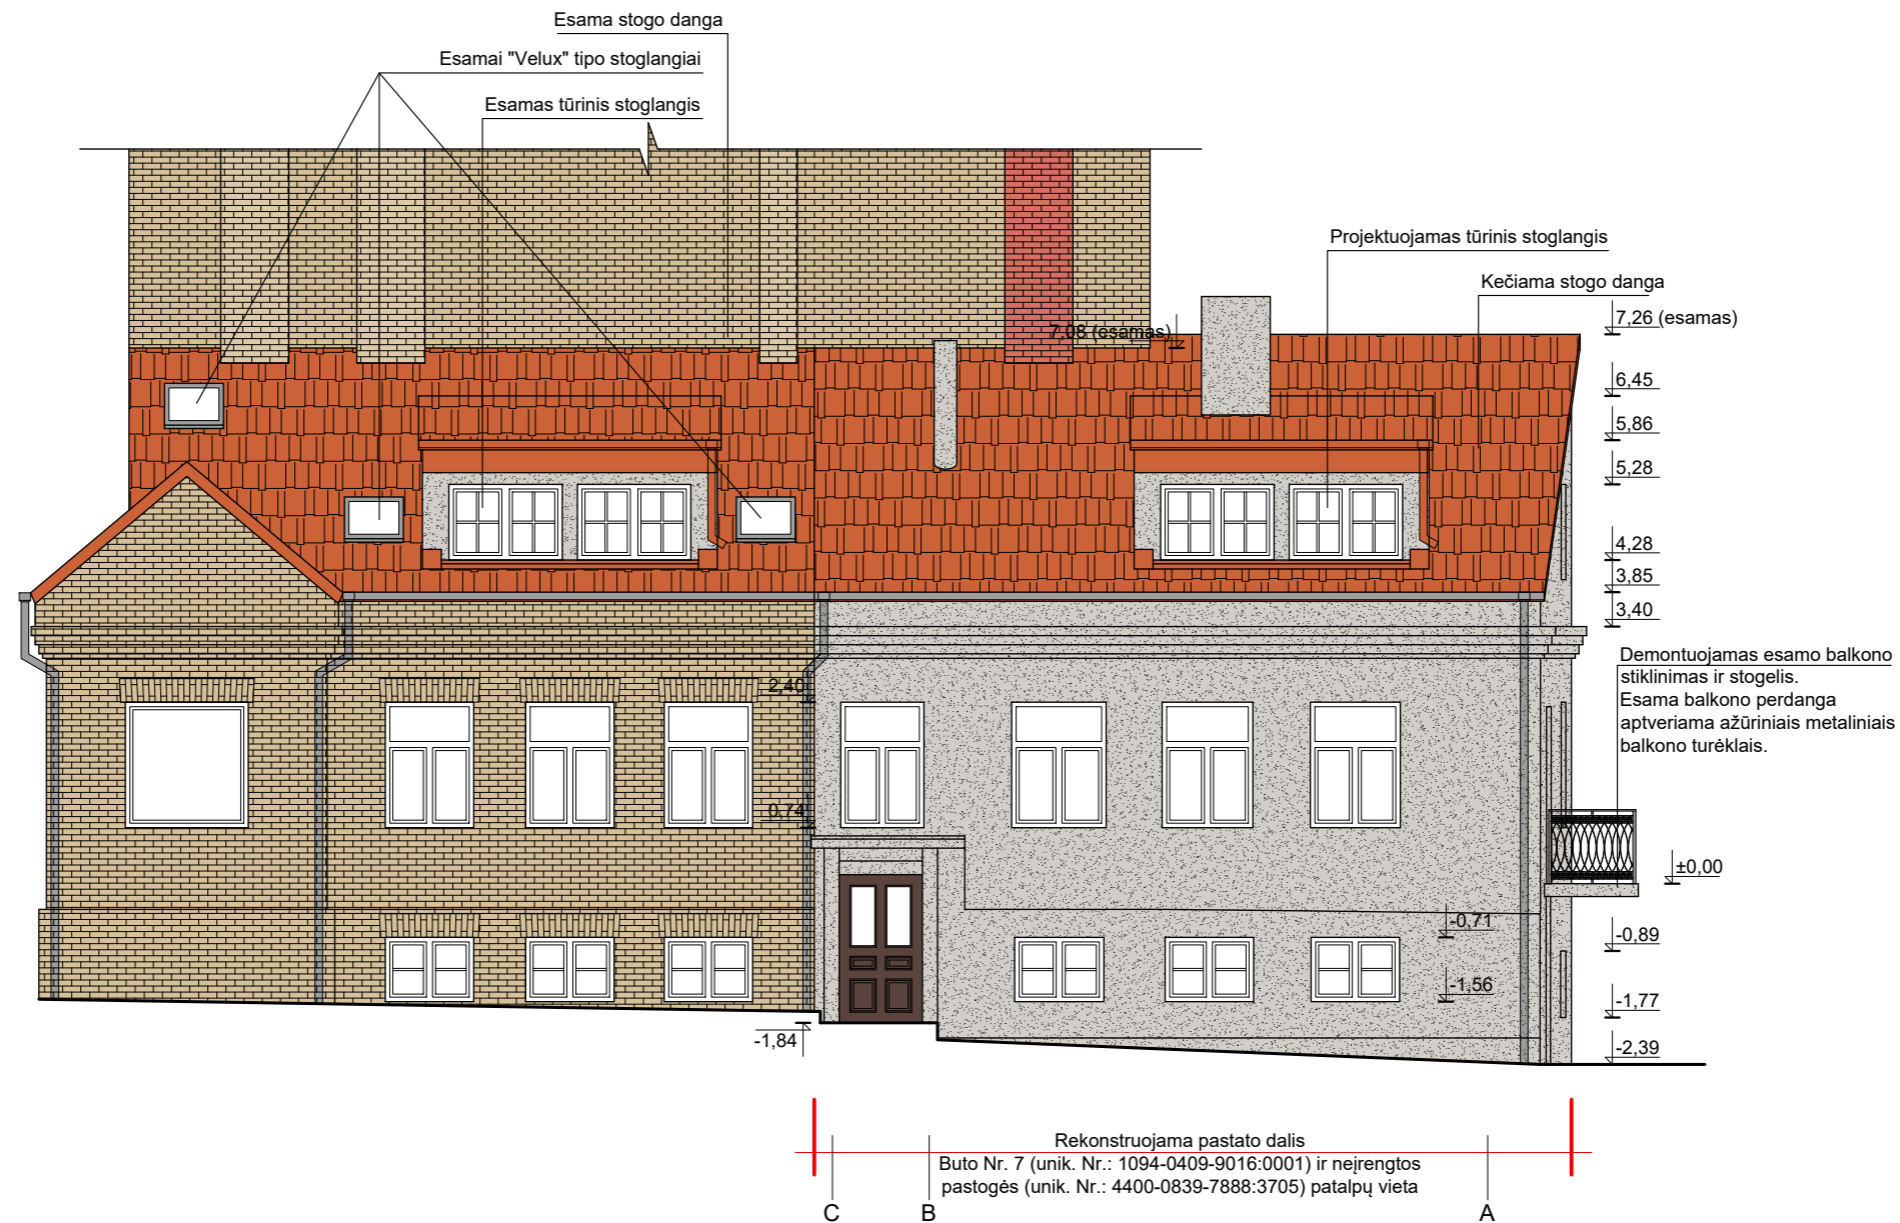 Esama stogo danga
Esamai "Velux" tipo stoglangiai
Esamas tūrinis stoglangis
Projektuojamas tūrinis stoglangis
Kečiama stogo danga
7,26 (esamas)
7,08 (esamas)
6,45
5,86
5,28
4,28
3,85
3,40
Demontuojamas esamo balkono
stiklinimas ir stogelis.
Esama balkono perdanga
aptveriama ažūriniais metaliniais
balkono turėklais.
2,40
0,74
±0,00
-0,71
-0,89
-1,56
-1,77
-1,84
-2,39
Rekonstruojama pastato dalis
Buto Nr. 7 (unik. Nr.: 1094-0409-9016:0001) ir neįrengtos
pastogės (unik. Nr.: 4400-0839-7888:3705) patalpų vieta
C B A